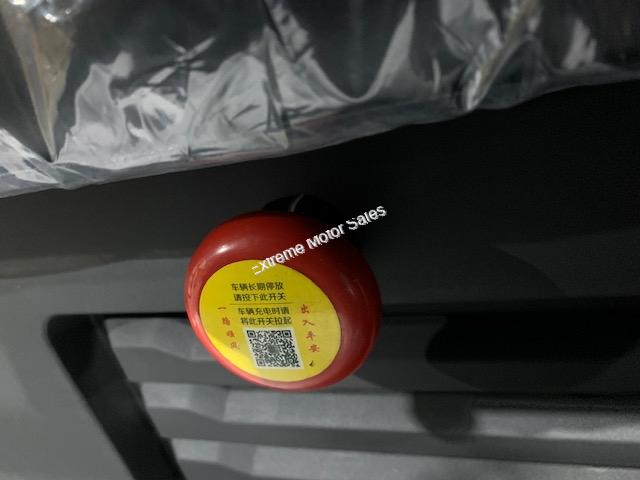 Extreme Motor Sales
车辆长期停放
请按下此开关
车辆充电时请
将此开关拉起
一路顺风
出入平安